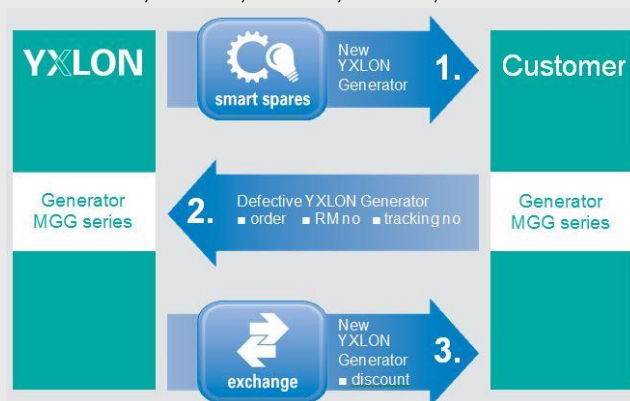 YXLON
Generator
MGG series
smart spares
New
YXLON
Generator
1.
Customer
Generator
MGG series
2.
Defective YXLON Generator
■ order ■ RM no ■ tracking no
exchange
New
YXLON
Generator
■ discount
3.